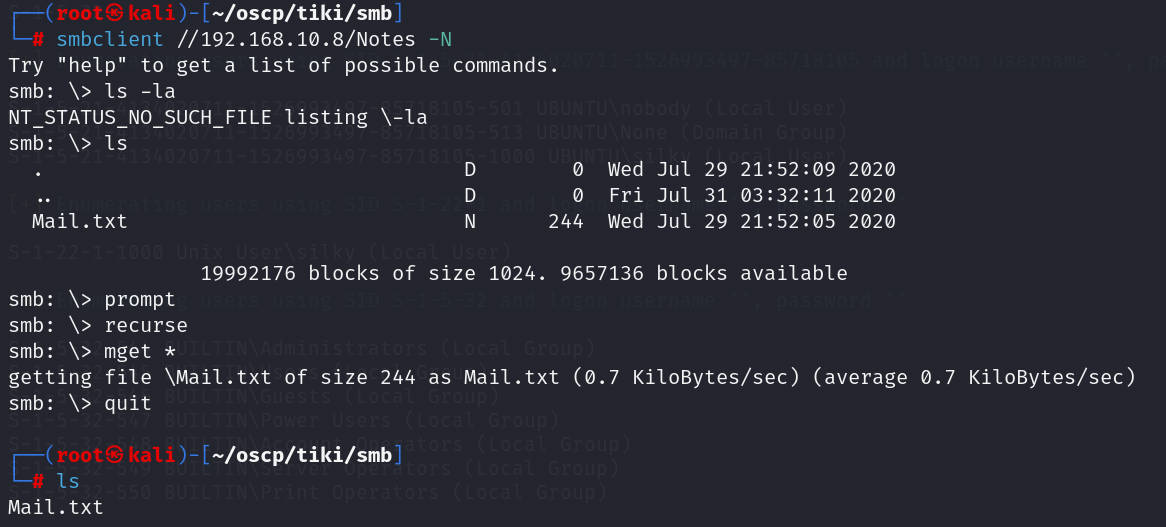 ┌──(root㉿kali)-[~/oscp/tiki/smb]
└─# smbclient //192.168.10.8/Notes -N
Try "help" to get a list of possible commands.
smb: \> ls -la
NT_STATUS_NO_SUCH_FILE listing \-la
smb: \> ls
  .                                   D        0  Wed Jul 29 21:52:09 2020
  ..                                  D        0  Fri Jul 31 03:32:11 2020
  Mail.txt                            N      244  Wed Jul 29 21:52:05 2020
                19992176 blocks of size 1024. 9657136 blocks available
smb: \> prompt
smb: \> recurse
smb: \> mget *
getting file \Mail.txt of size 244 as Mail.txt (0.7 KiloBytes/sec) (average 0.7 KiloBytes/sec)
smb: \> quit
┌──(root㉿kali)-[~/oscp/tiki/smb]
└─# ls
Mail.txt